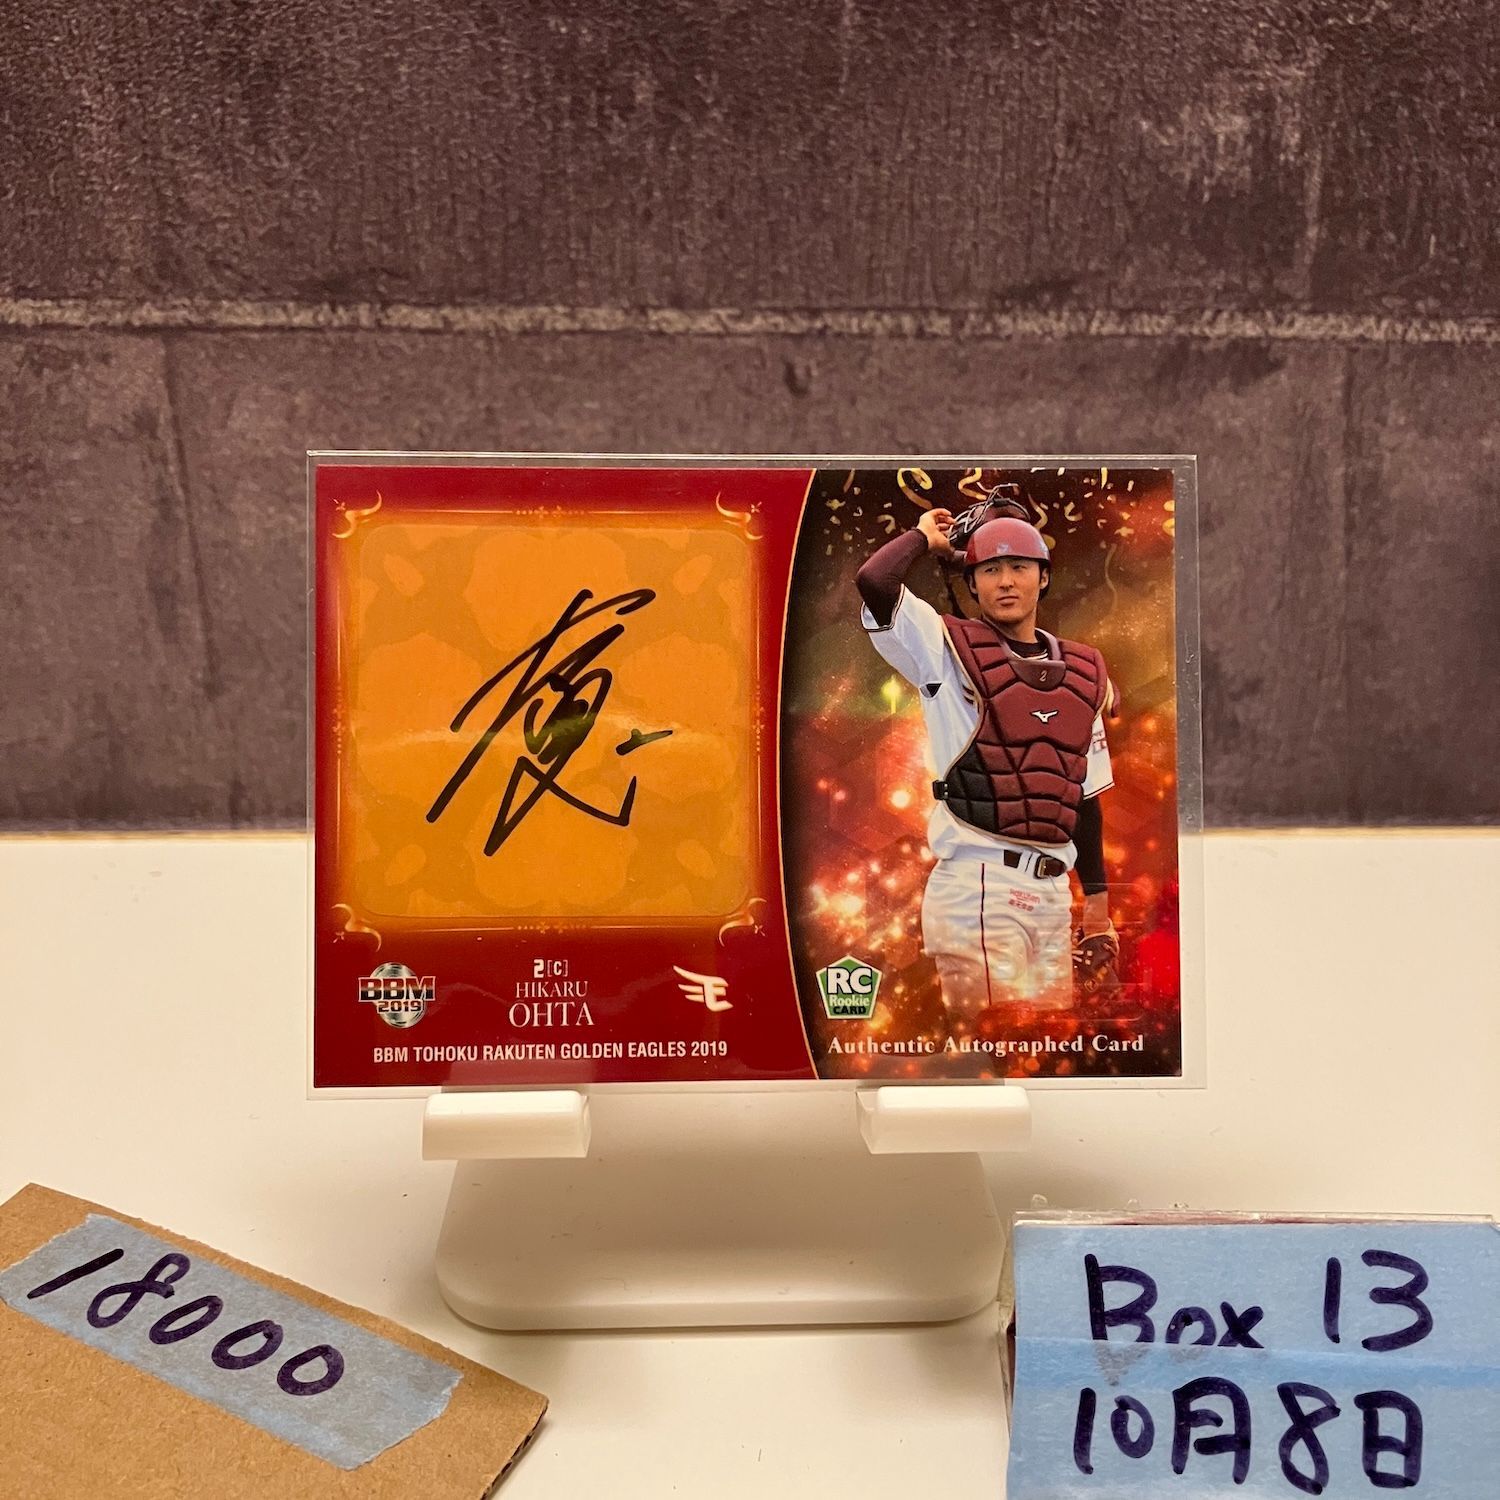 2[C]
HIKARU
OHTA
BBM
2019
BBM TOHOKU RAKUTEN GOLDEN EAGLES 2019
2
RC
Rookie
CARD
Authentic Autographed Card
18000
Box 13
10月8日